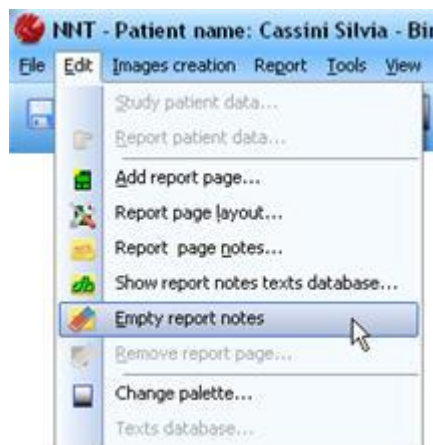 NNT - Patient name: Cassini Silvia - Bi
File Edit Images creation Report Tools View
Study patient data...
Report patient data...
Add report page...
Report page layout...
Report page notes...
Show report notes texts database...
Empty report notes
Remove report page...
Change palette...
Texts database...